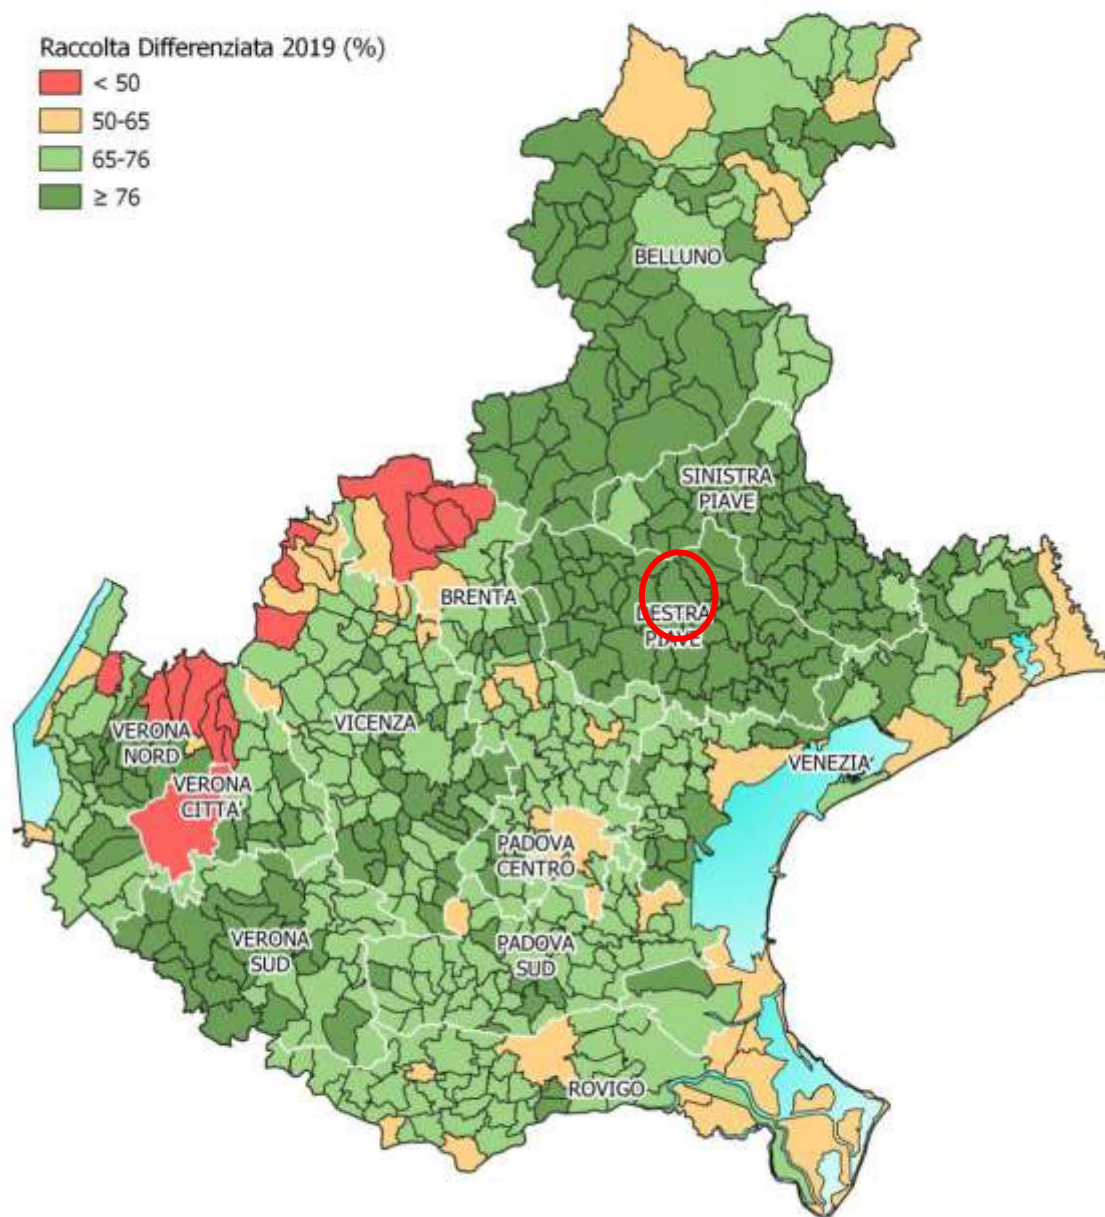 Raccolta Differenziata 2019 (%)
< 50
50-65
65-76
≥ 76
BELLUNO
SINISTRA
PIAVE
BRENTA
DESTRA
PIAVE
VERONA
NORD
VICENZA
VENEZIA
VERONA
CITTA'
PADOVA
CENTRO
VERONA
SUD
PADOVA
SUD
ROVIGO